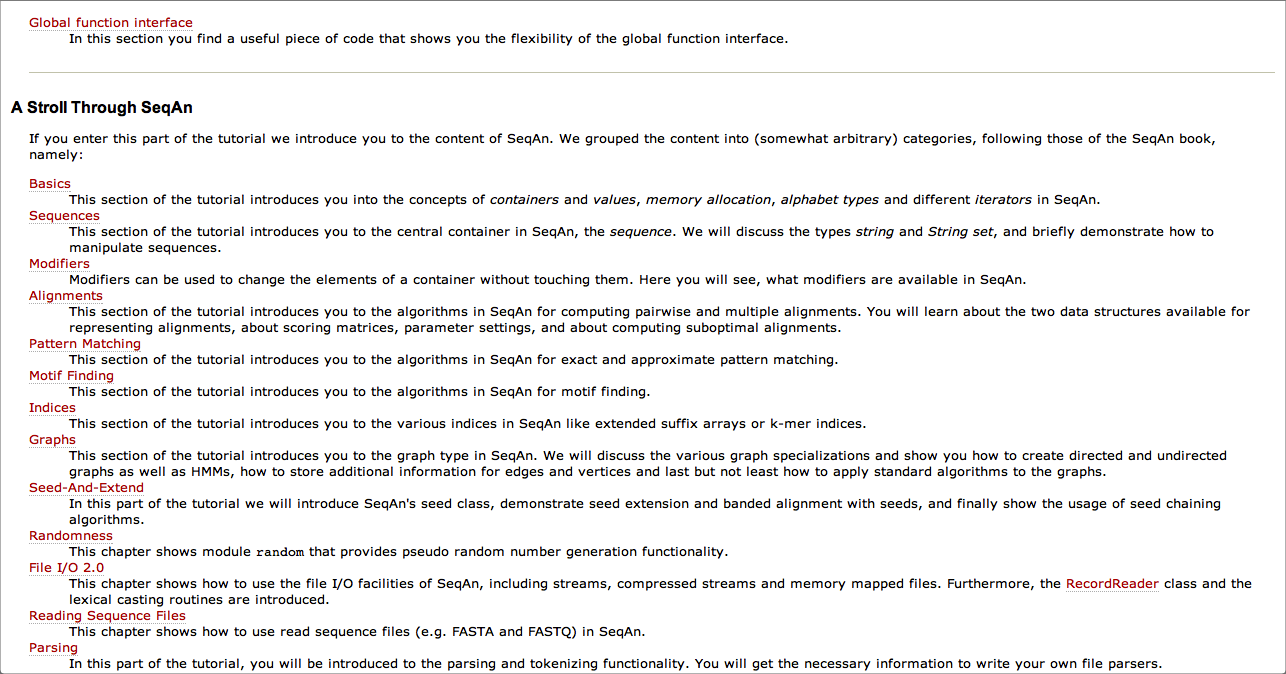 Global function interface
In this section you find a useful piece of code that shows you the flexibility of the global function interface.
A Stroll Through SeqAn
If you enter this part of the tutorial we introduce you to the content of SeqAn. We grouped the content into (somewhat arbitrary) categories, following those of the SeqAn book,
namely:
Basics
This section of the tutorial introduces you into the concepts of containers and values, memory allocation, alphabet types and different iterators in SeqAn.
Sequences
This section of the tutorial introduces you to the central container in SeqAn, the sequence. We will discuss the types string and String set, and briefly demonstrate how to
manipulate sequences.
Modifiers
Modifiers can be used to change the elements of a container without touching them. Here you will see, what modifiers are available in SeqAn.
Alignments
This section of the tutorial introduces you to the algorithms in SeqAn for computing pairwise and multiple alignments. You will learn about the two data structures available for
representing alignments, about scoring matrices, parameter settings, and about computing suboptimal alignments.
Pattern Matching
This section of the tutorial introduces you to the algorithms in SeqAn for exact and approximate pattern matching.
Motif Finding
This section of the tutorial introduces you to the algorithms in SeqAn for motif finding.
Indices
This section of the tutorial introduces you to the various indices in SeqAn like extended suffix arrays or k-mer indices.
Graphs
This section of the tutorial introduces you to the graph type in SeqAn. We will discuss the various graph specializations and show you how to create directed and undirected
graphs as well as HMMs, how to store additional information for edges and vertices and last but not least how to apply standard algorithms to the graphs.
Seed-And-Extend
In this part of the tutorial we will introduce SeqAn's seed class, demonstrate seed extension and banded alignment with seeds, and finally show the usage of seed chaining
algorithms.
Randomness
This chapter shows module random that provides pseudo random number generation functionality.
File I/O 2.0
This chapter shows how to use the file I/O facilities of SeqAn, including streams, compressed streams and memory mapped files. Furthermore, the RecordReader class and the
lexical casting routines are introduced.
Reading Sequence Files
This chapter shows how to use read sequence files (e.g. FASTA and FASTQ) in SeqAn.
Parsing
In this part of the tutorial, you will be introduced to the parsing and tokenizing functionality. You will get the necessary information to write your own file parsers.